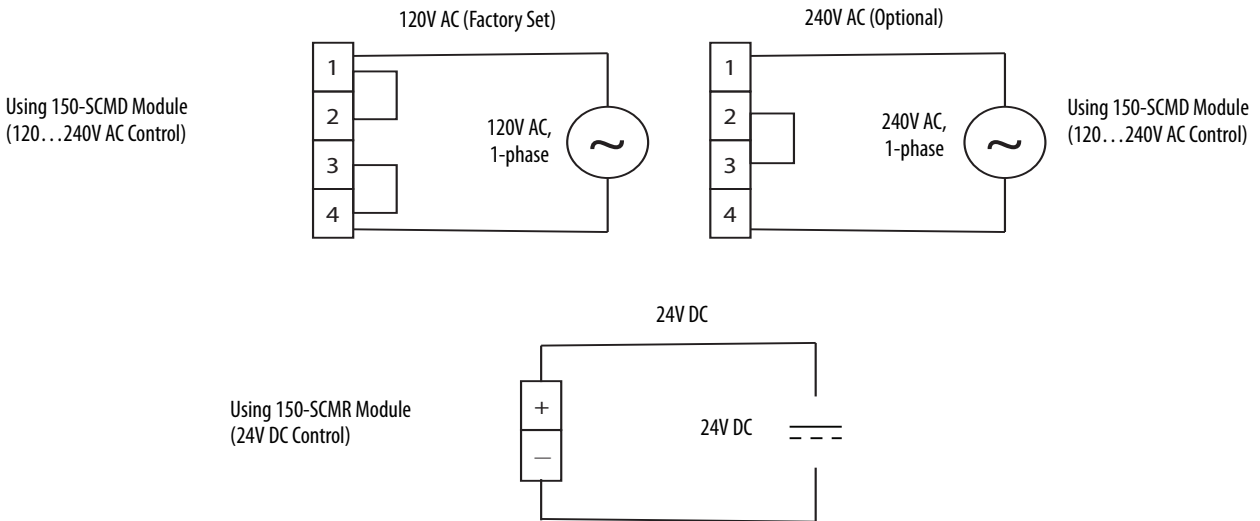 120V AC (Factory Set)
240V AC (Optional)
Using 150-SCMD Module
(120…240V AC Control)
1
2
3
4
120V AC,
1-phase
~
1
2
3
4
240V AC,
1-phase
~
Using 150-SCMD Module
(120…240V AC Control)
24V DC
Using 150-SCMR Module
(24V DC Control)
+
—
24V DC